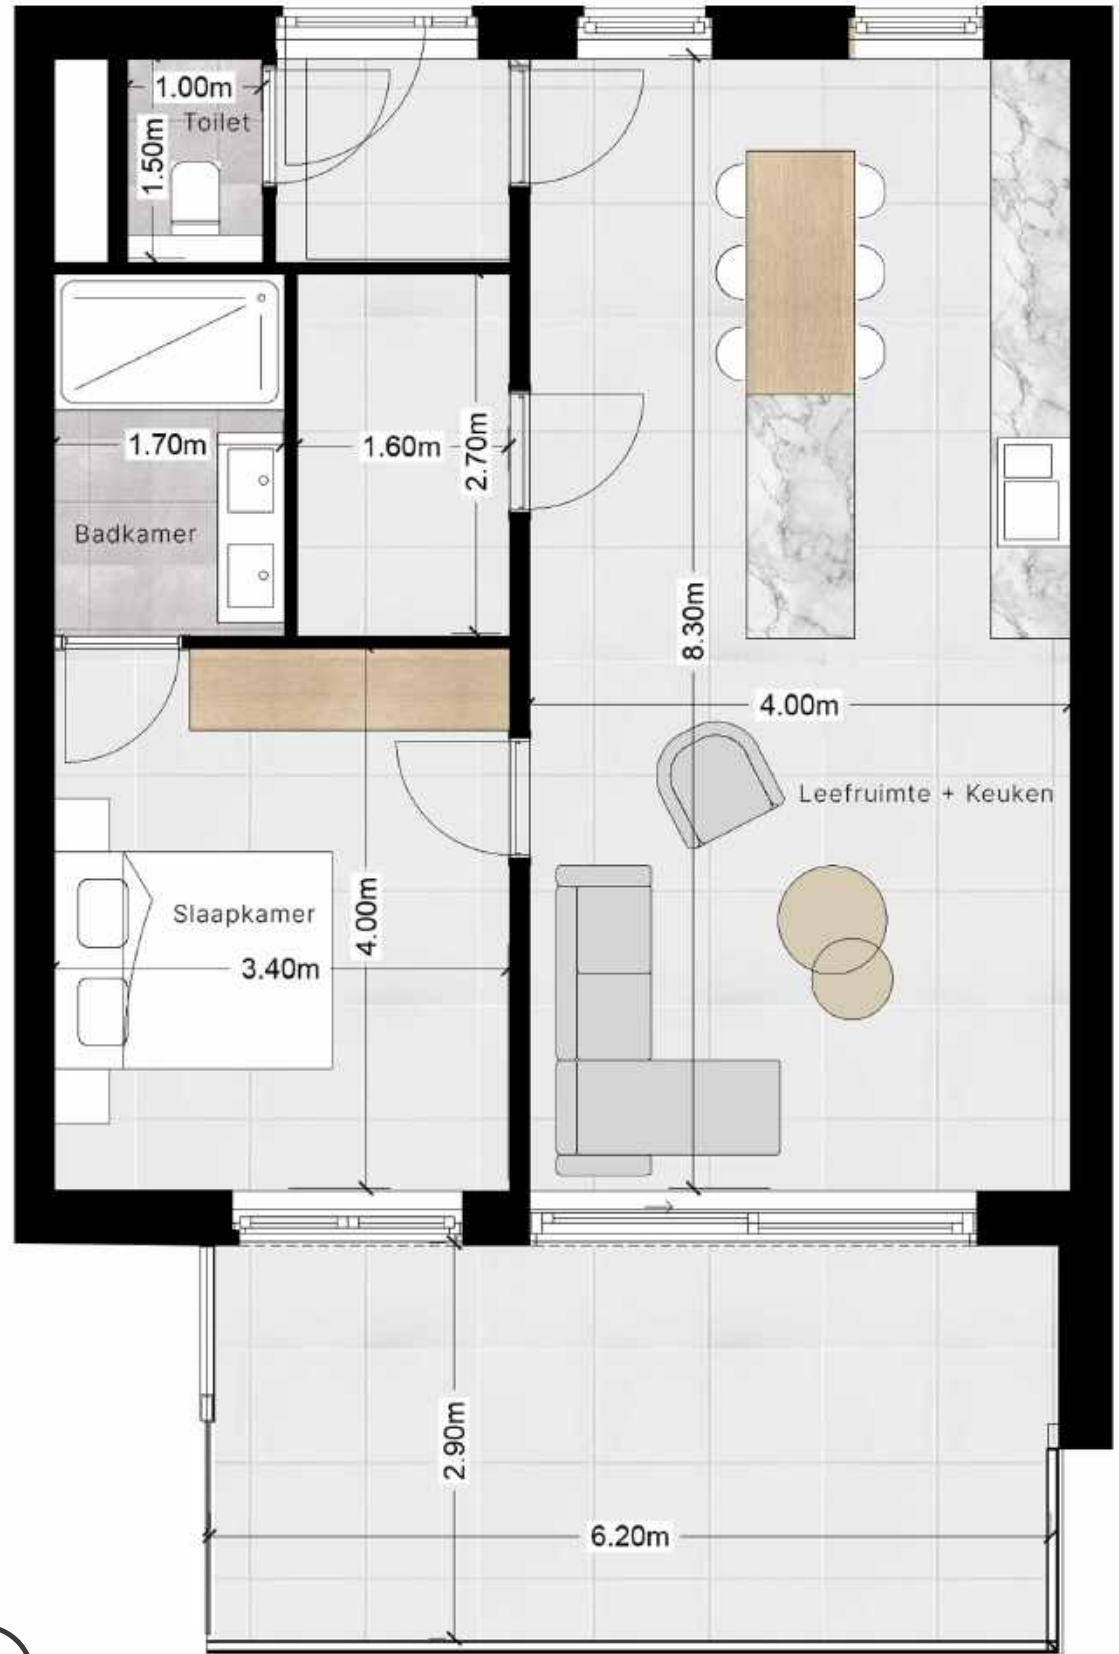 1.00m
Toilet
1.50m
1.70m
1.60m
2.70m
Badkamer
8.30m
4.00m
Leefruimte + Keuken
Slaapkamer
4.00m
3.40m
2.90m
6.20m